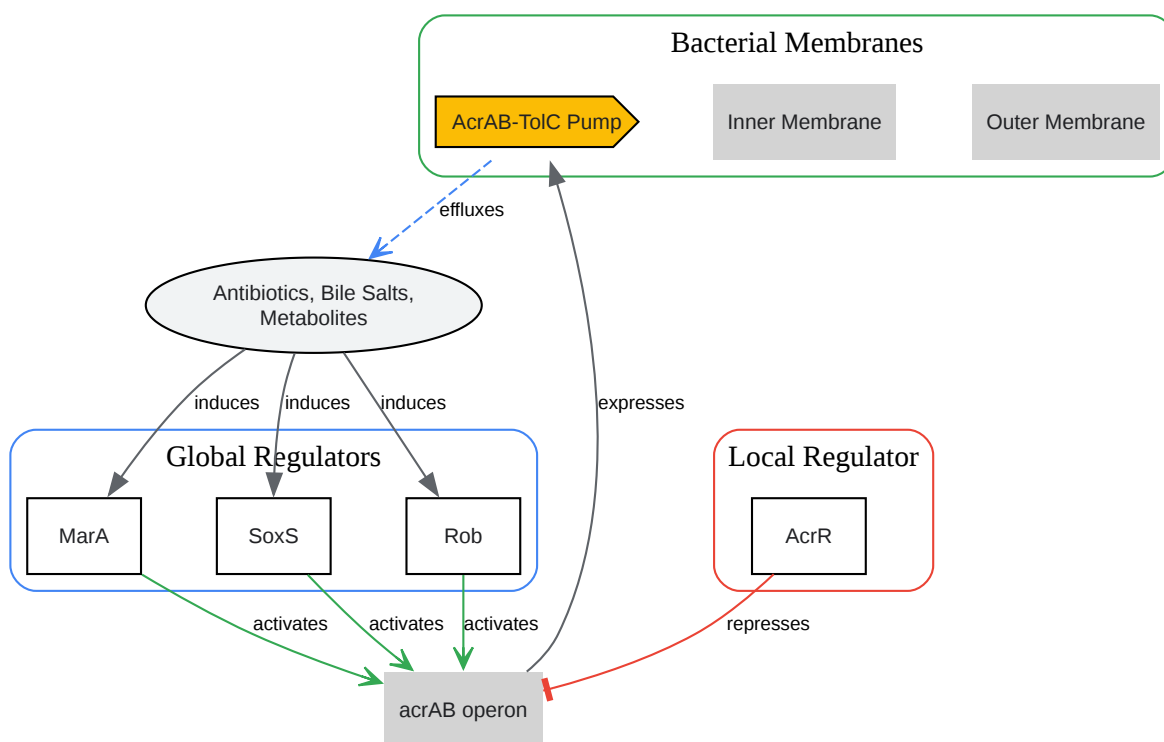 Bacterial Membranes
AcrAB-TolC Pump
Inner Membrane
Outer Membrane
effluxes
Antibiotics, Bile Salts,
Metabolites
induces
induces
induces
expresses
Global Regulators
Local Regulator
MarA
SoxS
Rob
AcrR
activates
activates
activates
represses
acrAB operon